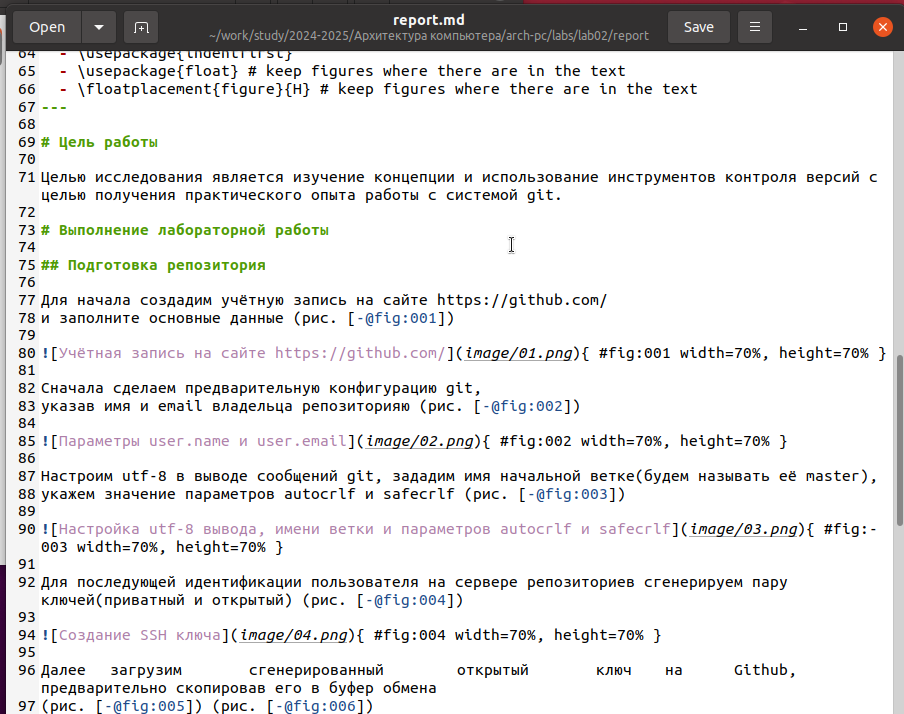 Open
report.md
~/work/study/2024-2025/Архитектура компьютера/arch-pc/labs/lab02/report
Save
64 - \usepackage{indentfirst}
65 - \usepackage{float} # keep figures where there are in the text
66 - \floatplacement{figure}{H} # keep figures where there are in the text
67 ---
68
69 # Цель работы
70
71 Целью исследования является изучение концепции и использование инструментов контроля версий с
целью получения практического опыта работы с системой git.
72
73 # Выполнение лабораторной работы
74
75 ## Подготовка репозитория
76
77 Для начала создадим учётную запись на сайте https://github.com/
78 и заполните основные данные (рис. [-@fig:001])
79
80 ![Учётная запись на сайте https://github.com/](image/01.png){ #fig:001 width=70%, height=70% }
81
82 Сначала сделаем предварительную конфигурацию git,
83 указав имя и email владельца репозиторияю (рис. [-@fig:002])
84
85 ![Параметры user.name и user.email](image/02.png){ #fig:002 width=70%, height=70% }
86
87 Настроим utf-8 в выводе сообщений git, зададим имя начальной ветке(будем называть её master),
88 укажем значение параметров autocrlf и safecrlf (рис. [-@fig:003])
89
90 ![Настройка utf-8 вывода, имени ветки и параметров autocrlf и safecrlf](image/03.png){ #fig:-
003 width=70%, height=70% }
91
92 Для последующей идентификации пользователя на сервере репозиториев сгенерируем пару
ключей(приватный и открытый) (рис. [-@fig:004])
93
94 ![Создание SSH ключа](image/04.png){ #fig:004 width=70%, height=70% }
95
96 Далее загрузим сгенерированный открытый ключ на Github,
предварительно скопировав его в буфер обмена
97 (рис. [-@fig:005]) (рис. [-@fig:006])